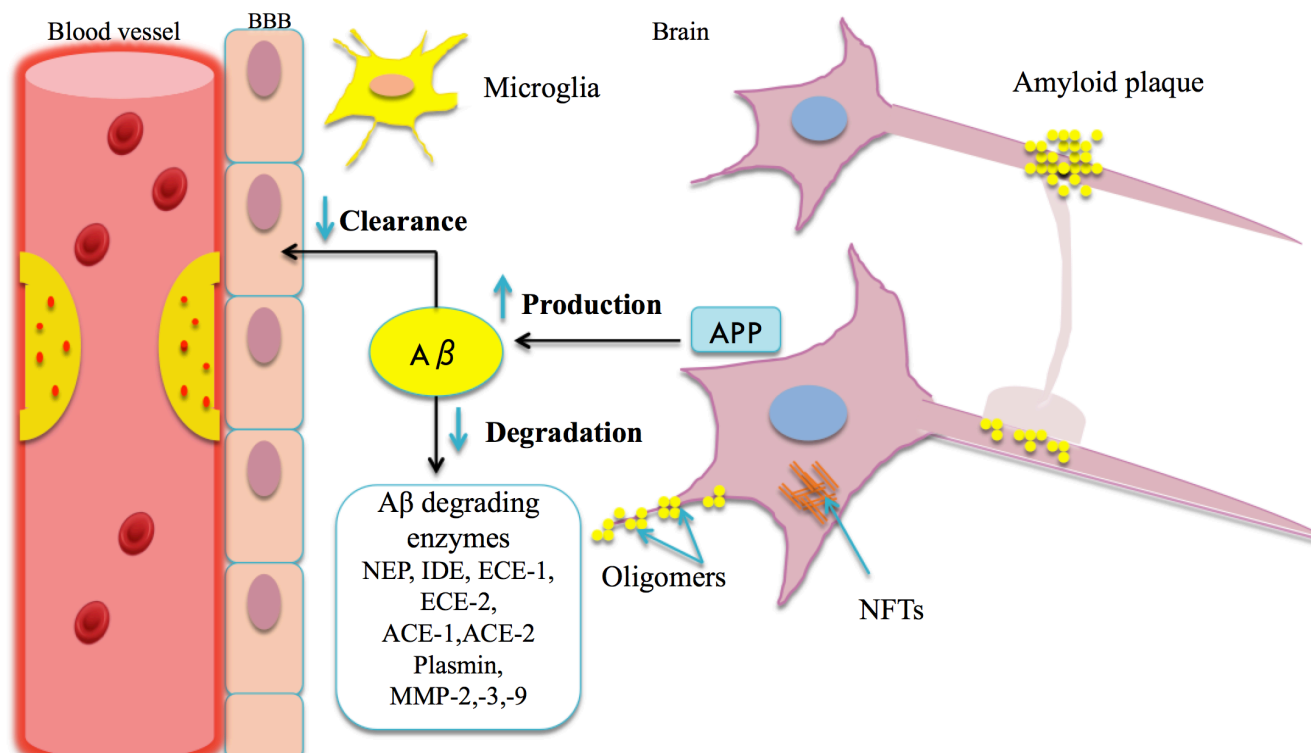 Blood vessel
BBB
Brain
Microglia
Amyloid plaque
Clearance
Production
APP
Aβ
Degradation
Aβ degrading
enzymes
NEP, IDE, ECE-1,
ECE-2,
ACE-1,ACE-2
Plasmin,
MMP-2,-3,-9
Oligomers
NFTs